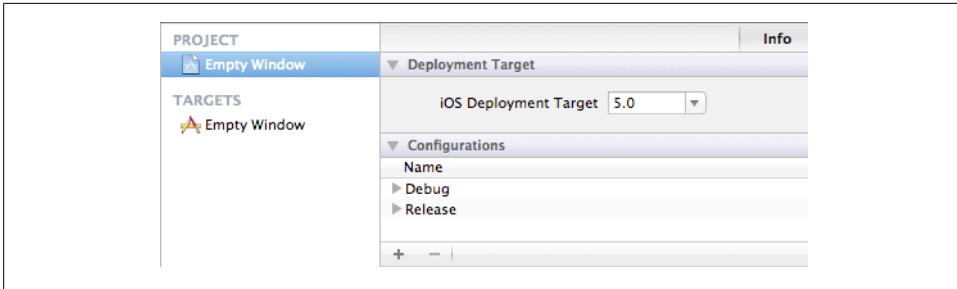 PROJECT
Empty Window
TARGETS
Empty Window
Info
Deployment Target
iOS Deployment Target 5.0
Configurations
Name
Debug
Release